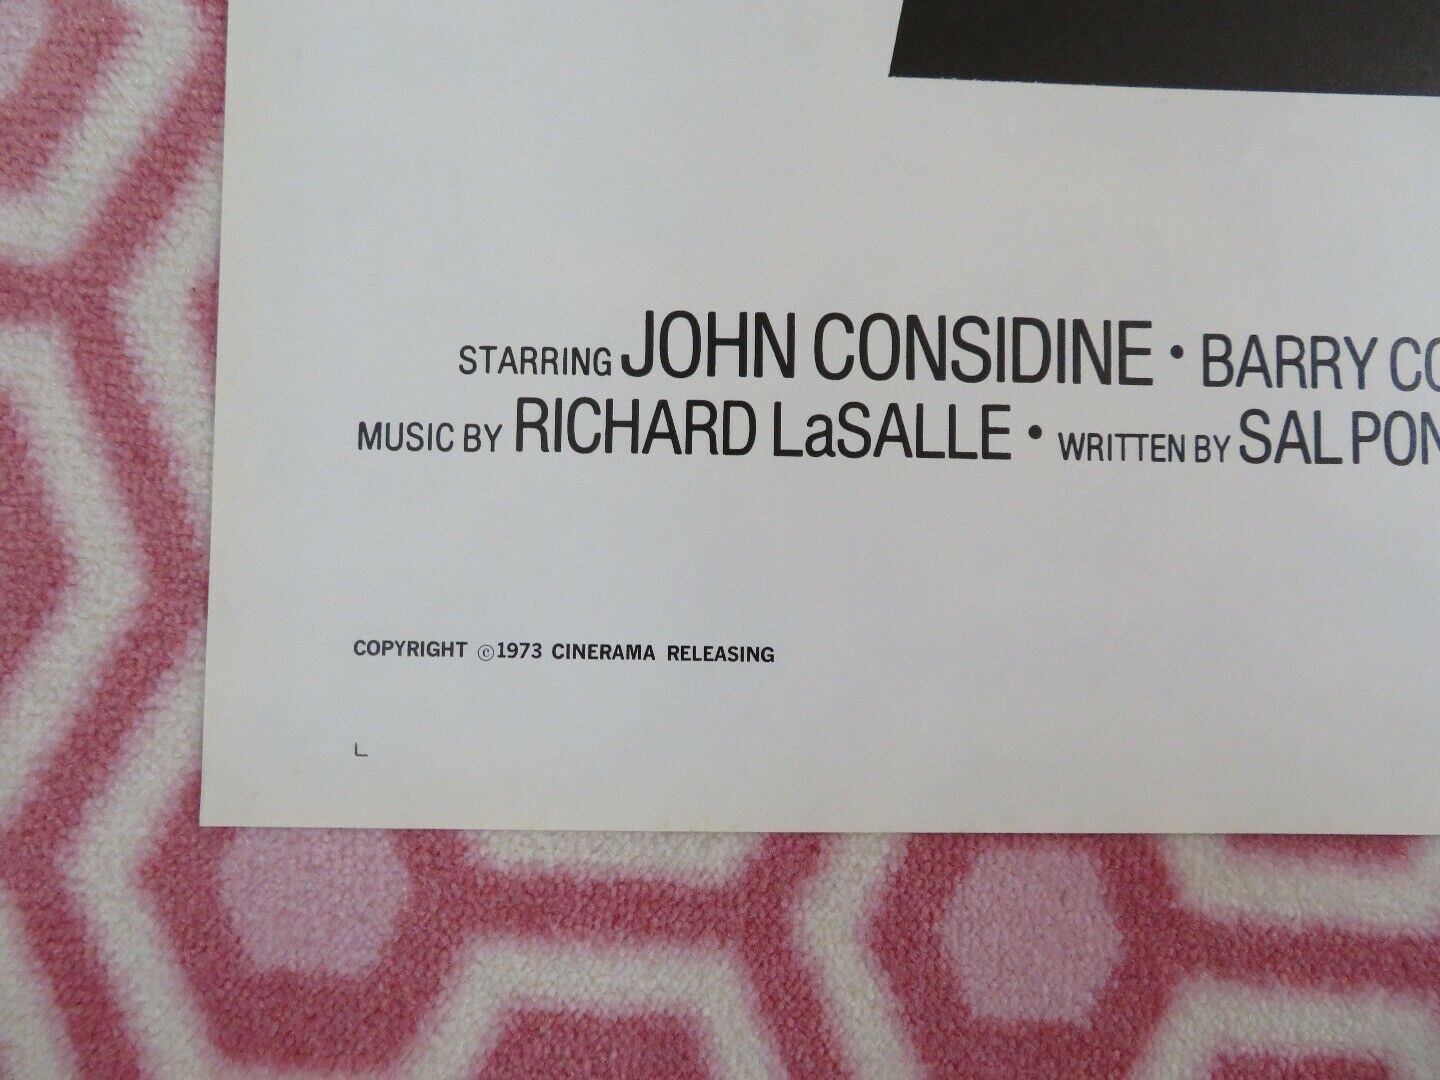 STARRING JOHN CONSIDINE • BARRY CO
MUSIC BY RICHARD LaSALLE • WRITTEN BY SAL PON
COPYRIGHT ©1973 CINERAMA RELEASING
L